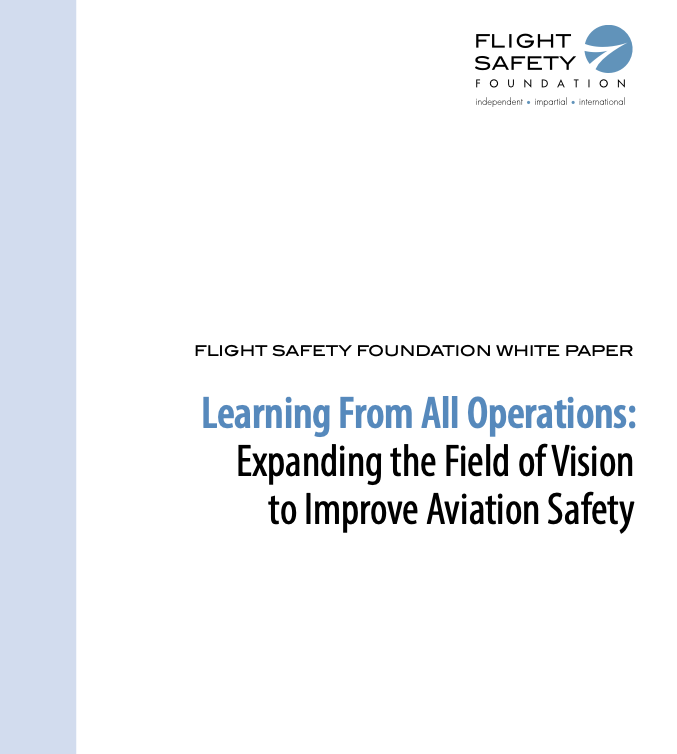 FLIGHT
SAFETY
FOUNDATION
independent • impartial • international
FLIGHT SAFETY FOUNDATION WHITE PAPER
Learning From All Operations:
Expanding the Field of Vision
to Improve Aviation Safety